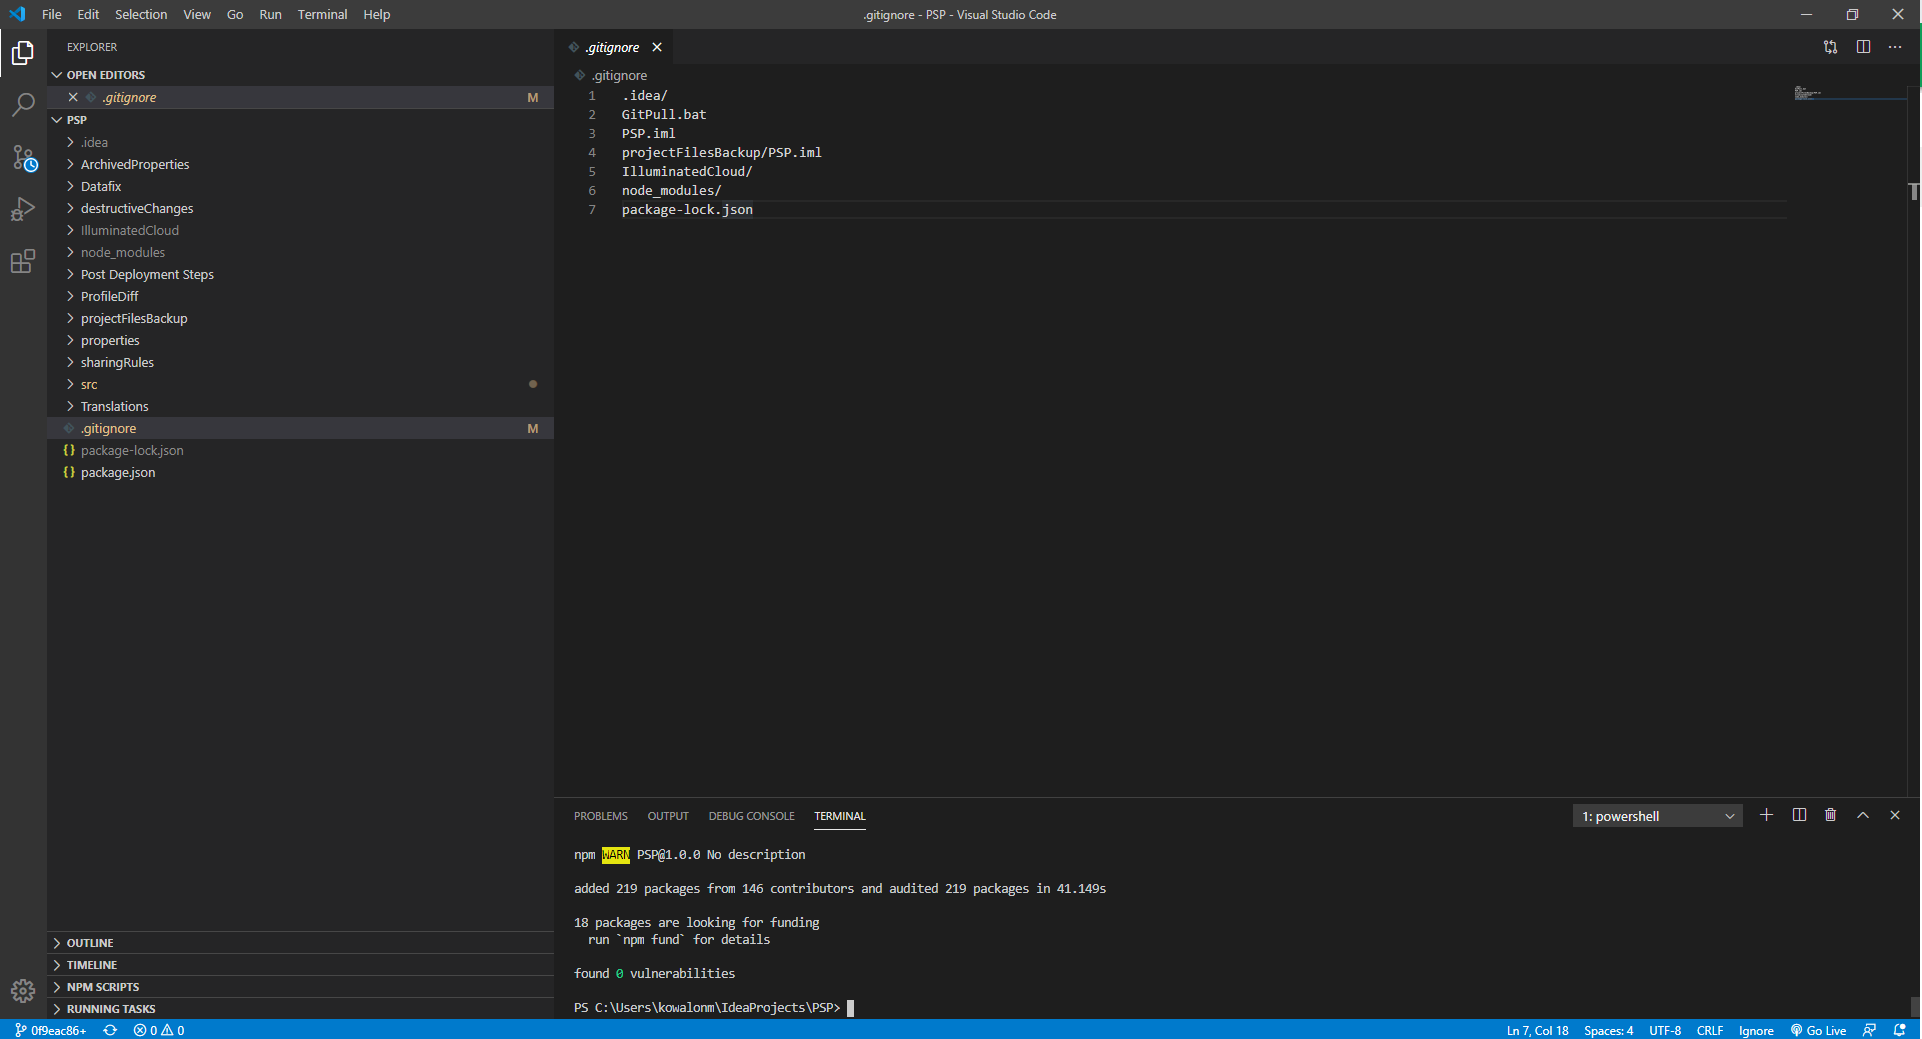 File Edit Selection View Go Run Terminal Help
.gitignore - PSP - Visual Studio Code
EXPLORER
OPEN EDITORS
.gitignore M
PSP
.idea
ArchivedProperties
Datafix
destructiveChanges
IlluminatedCloud
node_modules
Post Deployment Steps
ProfileDiff
projectFilesBackup
properties
sharingRules
src
Translations
.gitignore M
package-lock.json
package.json
OUTLINE
TIMELINE
NPM SCRIPTS
RUNNING TASKS
.gitignore
.gitignore
1 .idea/
2 GitPull.bat
3 PSP.iml
4 projectFilesBackup/PSP.iml
5 IlluminatedCloud/
6 node_modules/
7 package-lock.json
PROBLEMS OUTPUT DEBUG CONSOLE TERMINAL
1: powershell
npm WARN PSP@1.0.0 No description
added 219 packages from 146 contributors and audited 219 packages in 41.149s
18 packages are looking for funding
run `npm fund` for details
found 0 vulnerabilities
PS C:\Users\kowalonm\IdeaProjects\PSP>
0f9eac86+ 0 0
Ln 7, Col 18 Spaces: 4 UTF-8 CRLF Ignore Go Live